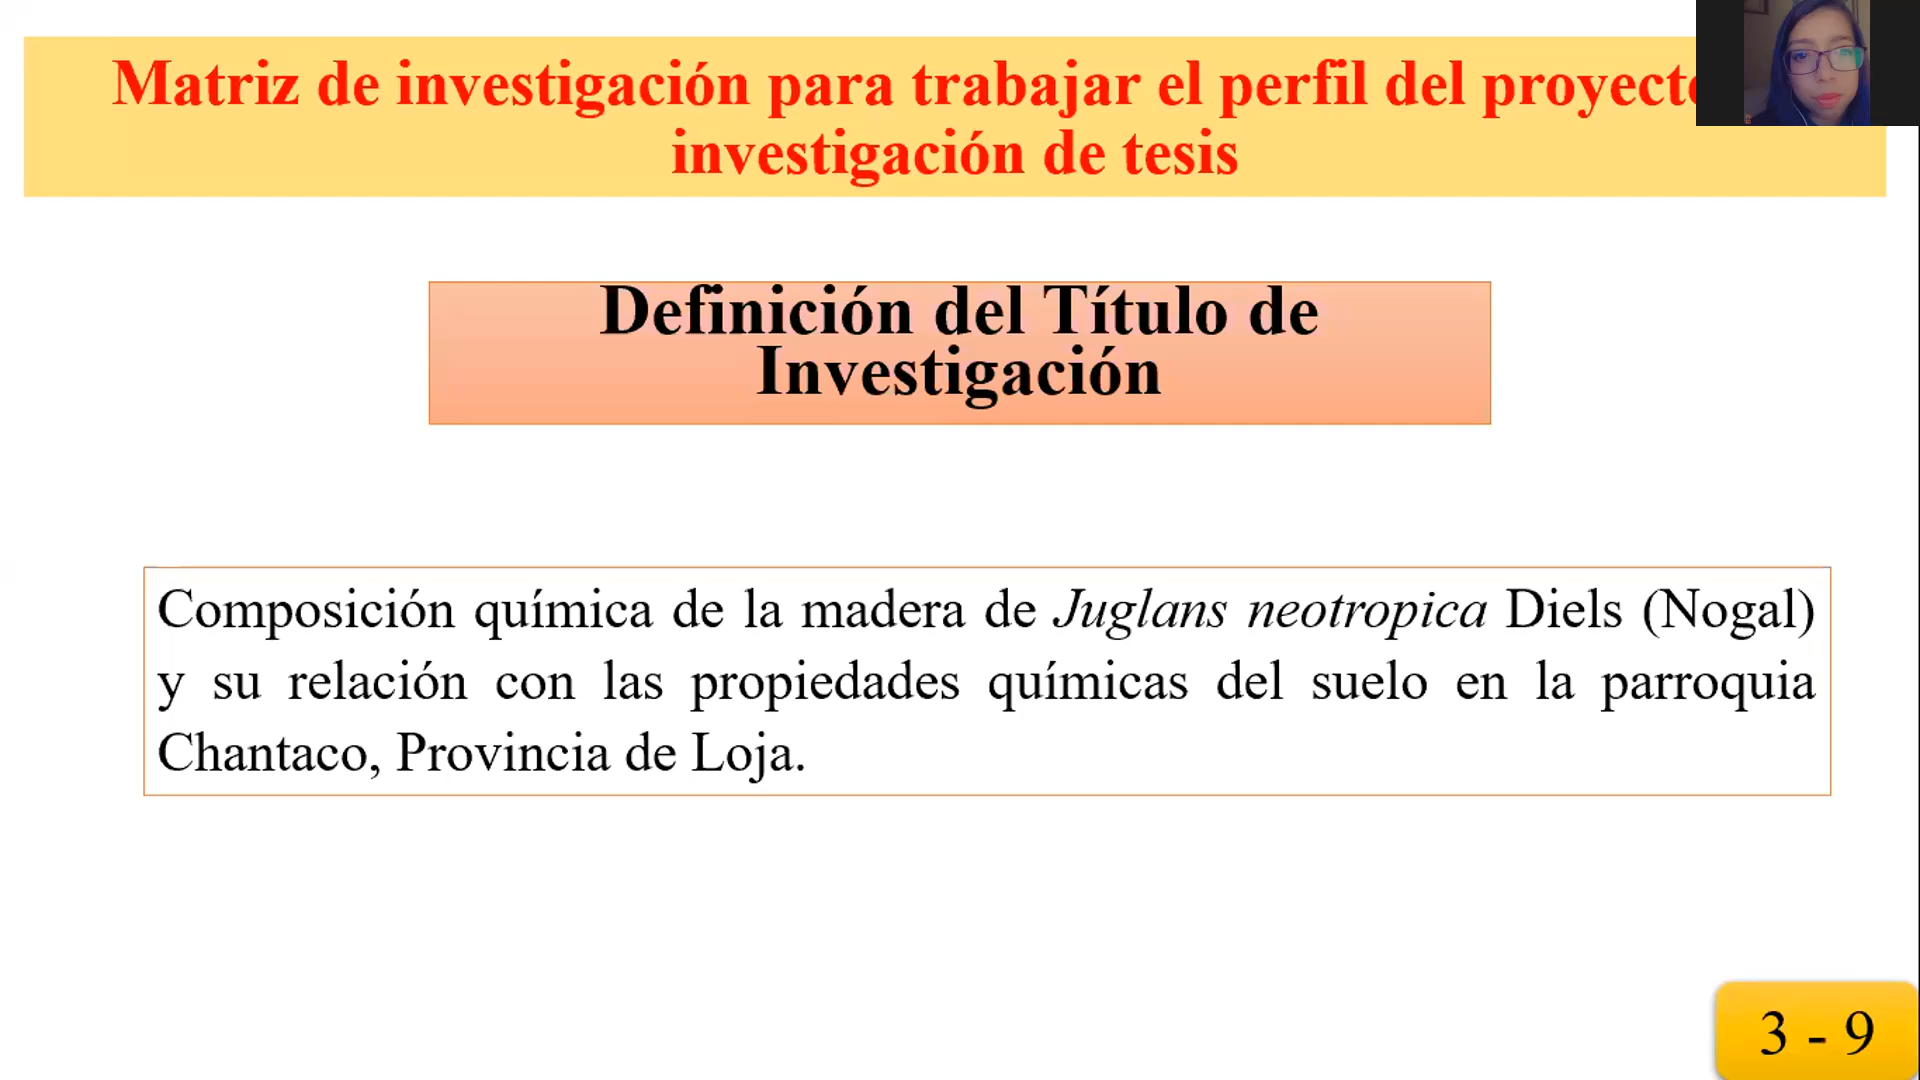 Matriz de investigación para trabajar el perfil del proyecto
investigación de tesis
Definición del Título de
Investigación
Composición química de la madera de Juglans neotropica Diels (Nogal)
y su relación con las propiedades químicas del suelo en la parroquia
Chantaco, Provincia de Loja.
3 - 9